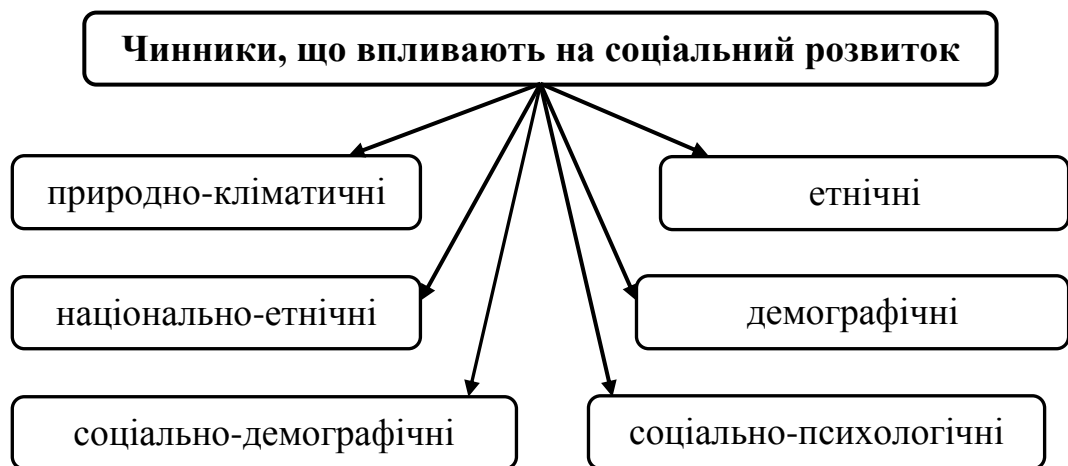 Чинники, що впливають на соціальний розвиток
природно-кліматичні
етнічні
національно-етнічні
демографічні
соціально-демографічні
соціально-психологічні